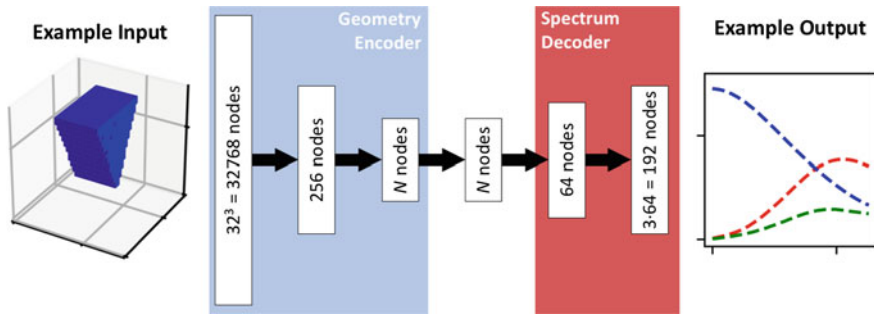 Example Input
Geometry
Encoder
Spectrum
Decoder
Example Output
32³ = 32768 nodes
256 nodes
N nodes
N nodes
64 nodes
3·64 = 192 nodes